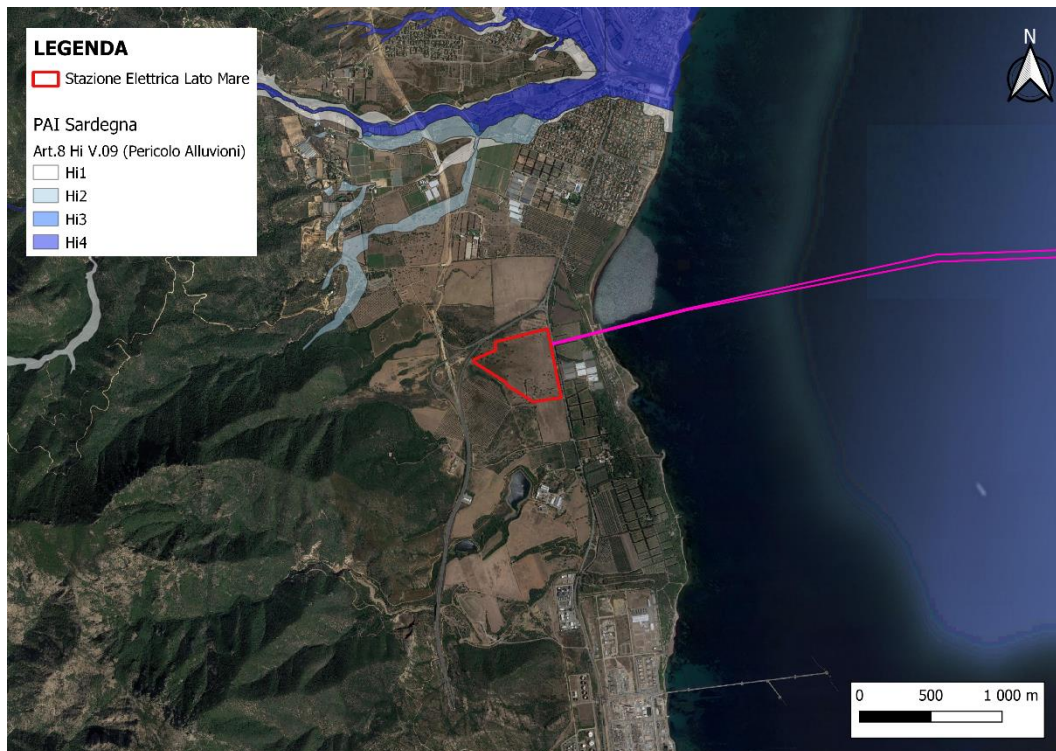 LEGENDA
Stazione Elettrica Lato Mare
PAI Sardegna
Art.8 Hi V.09 (Pericolo Alluvioni)
Hi1
Hi2
Hi3
Hi4
N
0 500 1 000 m